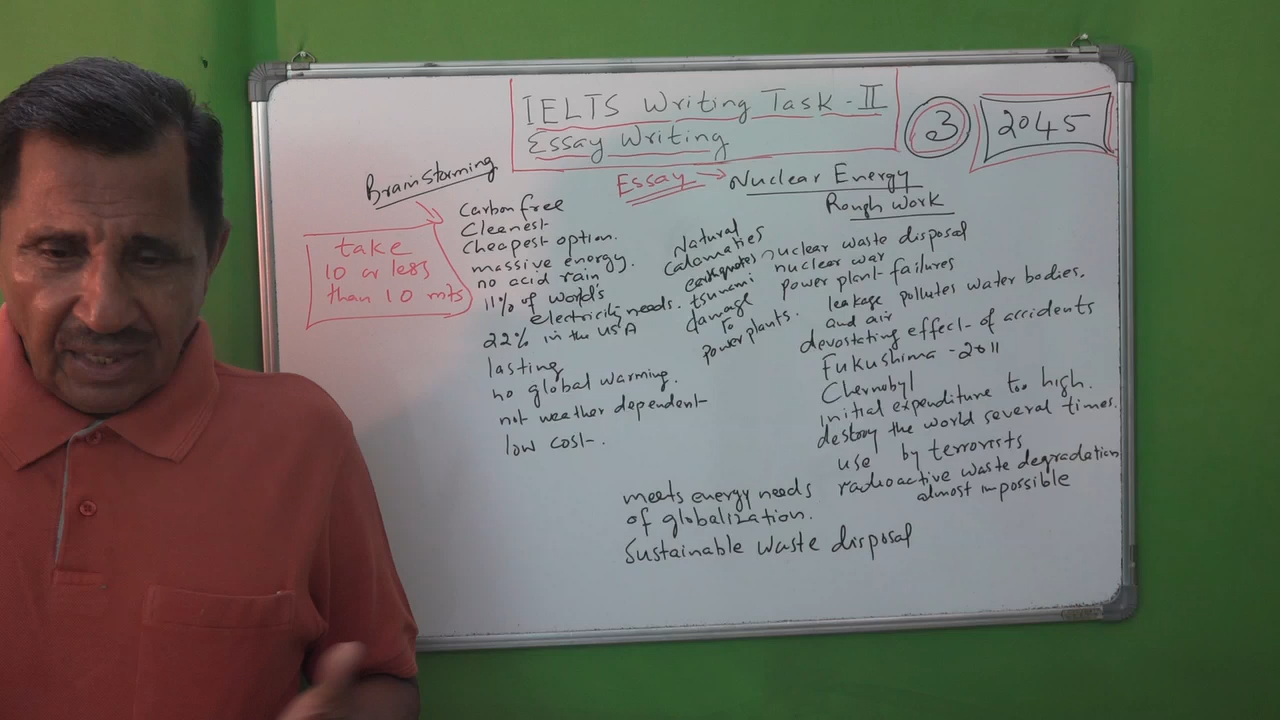 IELTS Writing Task - II
Essay Writing
3
2045
Brainstorming
Essay → Nuclear Energy
Rough Work
take
10 or less
than 10 mts
Carbon free
Cleenest
Cheapest option.
massive energy.
no acid rain
11% of world's
electricity needs.
22% in the USA
lasting
no global warming.
not weather dependent
low cost.
Natural
calamaties
earthquotes
tsunami
damage
to
power plants.
nuclear waste disposal
nuclear war
power plant failures
leakage pollutes water bodies.
and air
devostating effect of accidents
Fukushima - 2011
Chernobyl
initial expenditure too high.
destroy the world several times.
use by terrorists
radioactive waste degradation
almost impossible
meets energy needs
of globalization.
Sustainable waste disposal